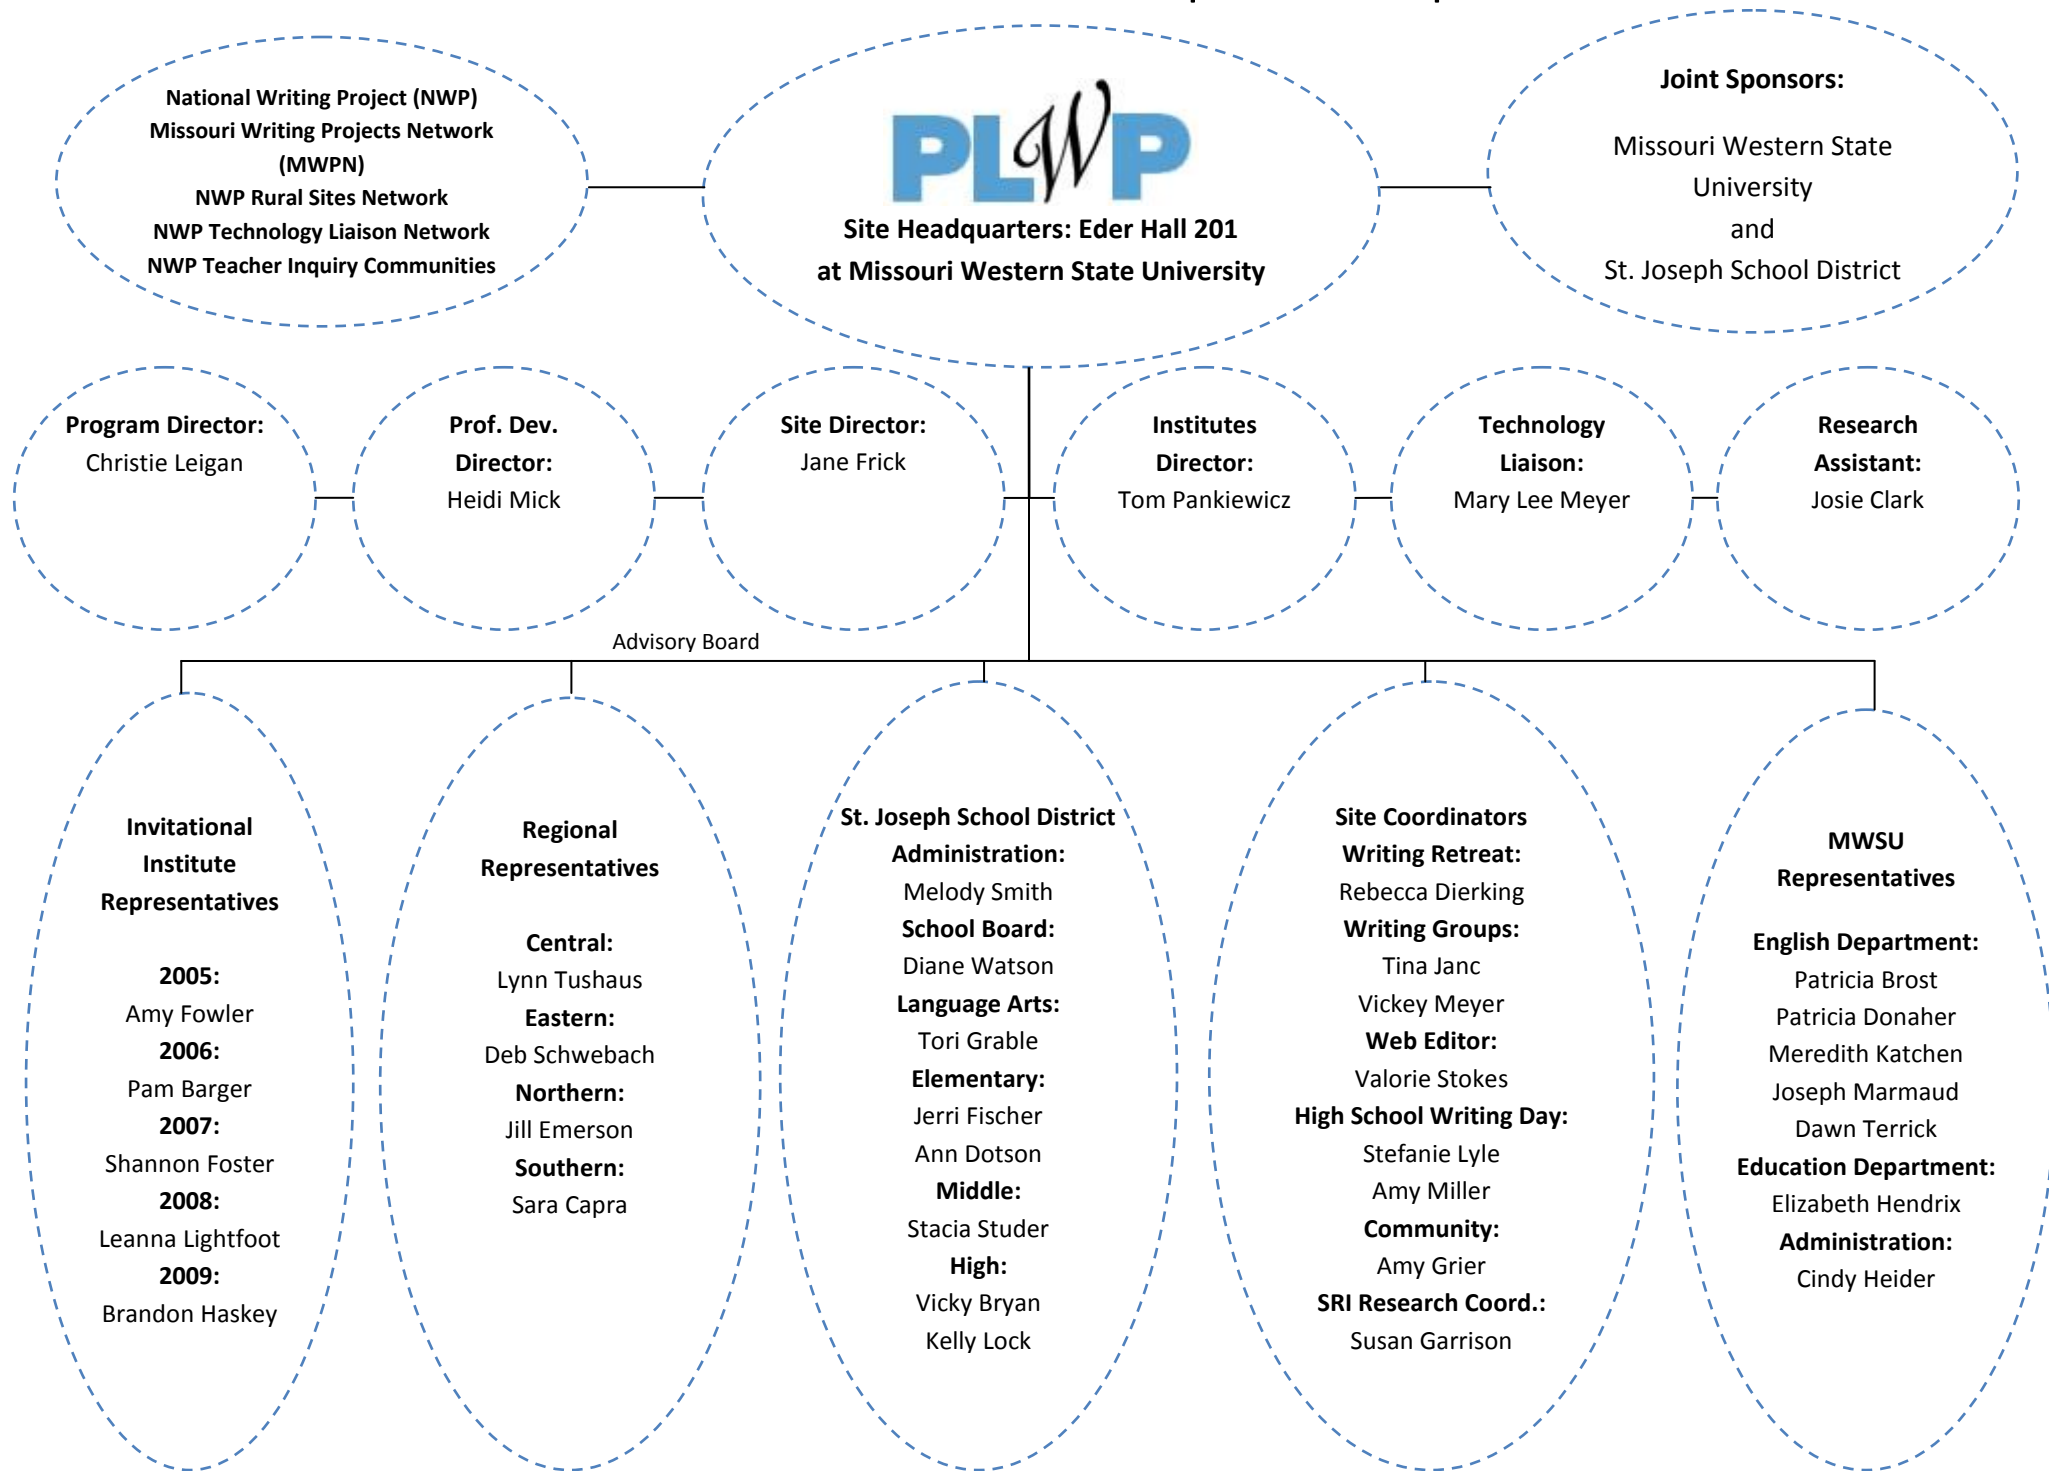 National Writing Project (NWP)
Missouri Writing Projects Network
(MWPN)
NWP Rural Sites Network
NWP Technology Liaison Network
NWP Teacher Inquiry Communities
PLWP
Site Headquarters: Eder Hall 201
at Missouri Western State University
Joint Sponsors:
Missouri Western State
University
and
St. Joseph School District
Program Director:
Christie Leigan
Prof. Dev.
Director:
Heidi Mick
Site Director:
Jane Frick
Institutes
Director:
Tom Pankiewicz
Technology
Liaison:
Mary Lee Meyer
Research
Assistant:
Josie Clark
Advisory Board
Invitational
Institute
Representatives
2005:
Amy Fowler
2006:
Pam Barger
2007:
Shannon Foster
2008:
Leanna Lightfoot
2009:
Brandon Haskey
Regional
Representatives
Central:
Lynn Tushaus
Eastern:
Deb Schwebach
Northern:
Jill Emerson
Southern:
Sara Capra
St. Joseph School District
Administration:
Melody Smith
School Board:
Diane Watson
Language Arts:
Tori Grable
Elementary:
Jerri Fischer
Ann Dotson
Middle:
Stacia Studer
High:
Vicky Bryan
Kelly Lock
Site Coordinators
Writing Retreat:
Rebecca Dierking
Writing Groups:
Tina Janc
Vickey Meyer
Web Editor:
Valorie Stokes
High School Writing Day:
Stefanie Lyle
Amy Miller
Community:
Amy Grier
SRI Research Coord.:
Susan Garrison
MWSU
Representatives
English Department:
Patricia Brost
Patricia Donaher
Meredith Katchen
Joseph Marmaud
Dawn Terrick
Education Department:
Elizabeth Hendrix
Administration:
Cindy Heider